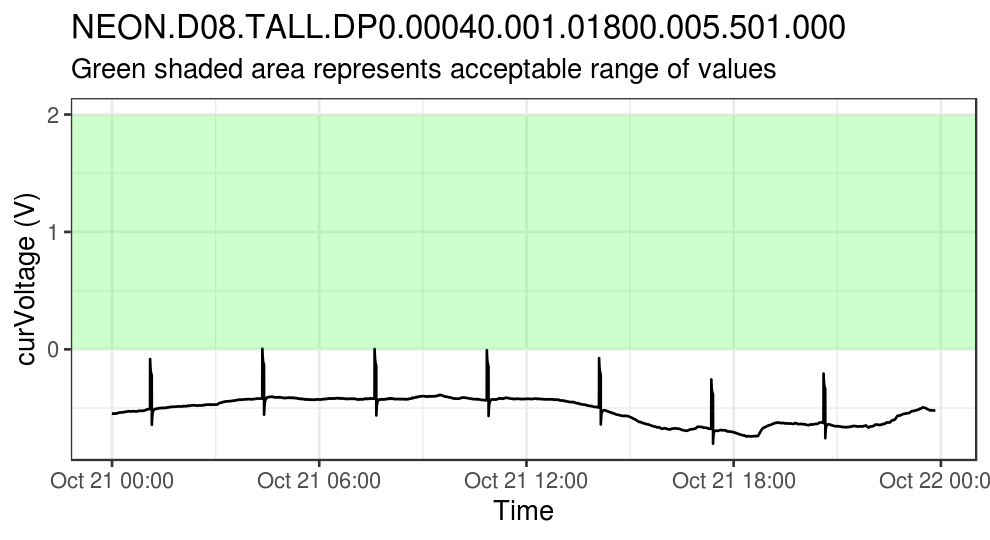 NEON.D08.TALL.DP0.00040.001.01800.005.501.000
Green shaded area represents acceptable range of values
2
1
0
curVoltage (V)
Oct 21 00:00 Oct 21 06:00 Oct 21 12:00 Oct 21 18:00 Oct 22 00:0
Time